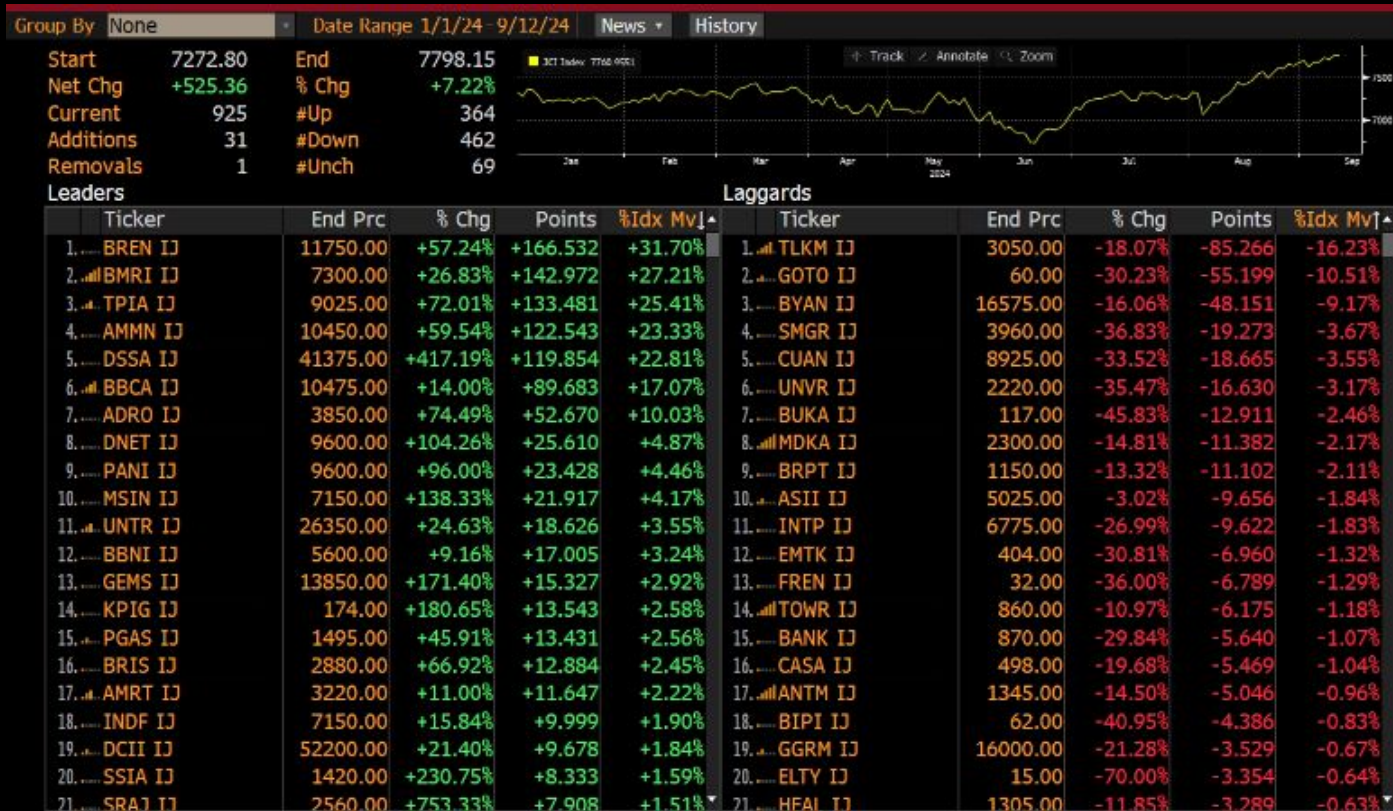 Group By None Date Range 1/1/24-9/12/24 News History
Start 7272.80 End 7798.15
Net Chg +525.36 % Chg +7.22%
Current 925 #Up 364
Additions 31 #Down 462
Removals 1 #Unch 69
JCI Index 7760.9551 Track Annotate Zoom
7500
7000
Jan Feb Mar Apr May Jun Jul Aug Sep
2024
Leaders Laggards
Ticker End Prc % Chg Points %Idx Mv↓ Ticker End Prc % Chg Points %Idx Mv↑
1. BREN IJ 11750.00 +57.24% +166.532 +31.70% 1. TLKM IJ 3050.00 -18.07% -85.266 -16.23%
2. BMRI IJ 7300.00 +26.83% +142.972 +27.21% 2. GOTO IJ 60.00 -30.23% -55.199 -10.51%
3. TPIA IJ 9025.00 +72.01% +133.481 +25.41% 3. BYAN IJ 16575.00 -16.06% -48.151 -9.17%
4. AMMN IJ 10450.00 +59.54% +122.543 +23.33% 4. SMGR IJ 3960.00 -36.83% -19.273 -3.67%
5. DSSA IJ 41375.00 +417.19% +119.854 +22.81% 5. CUAN IJ 8925.00 -33.52% -18.665 -3.55%
6. BBCA IJ 10475.00 +14.00% +89.683 +17.07% 6. UNVR IJ 2220.00 -35.47% -16.630 -3.17%
7. ADRO IJ 3850.00 +74.49% +52.670 +10.03% 7. BUKA IJ 117.00 -45.83% -12.911 -2.46%
8. DNET IJ 9600.00 +104.26% +25.610 +4.87% 8. MDKA IJ 2300.00 -14.81% -11.382 -2.17%
9. PANI IJ 9600.00 +96.00% +23.428 +4.46% 9. BRPT IJ 1150.00 -13.32% -11.102 -2.11%
10. MSIN IJ 7150.00 +138.33% +21.917 +4.17% 10. ASII IJ 5025.00 -3.02% -9.656 -1.84%
11. UNTR IJ 26350.00 +24.63% +18.626 +3.55% 11. INTP IJ 6775.00 -26.99% -9.622 -1.83%
12. BBNI IJ 5600.00 +9.16% +17.005 +3.24% 12. EMTK IJ 404.00 -30.81% -6.960 -1.32%
13. GEMS IJ 13850.00 +171.40% +15.327 +2.92% 13. FREN IJ 32.00 -36.00% -6.789 -1.29%
14. KPIG IJ 174.00 +180.65% +13.543 +2.58% 14. TOWR IJ 860.00 -10.97% -6.175 -1.18%
15. PGAS IJ 1495.00 +45.91% +13.431 +2.56% 15. BANK IJ 870.00 -29.84% -5.640 -1.07%
16. BRIS IJ 2880.00 +66.92% +12.884 +2.45% 16. CASA IJ 498.00 -19.68% -5.469 -1.04%
17. AMRT IJ 3220.00 +11.00% +11.647 +2.22% 17. ANTM IJ 1345.00 -14.50% -5.046 -0.96%
18. INDF IJ 7150.00 +15.84% +9.999 +1.90% 18. BIPI IJ 62.00 -40.95% -4.386 -0.83%
19. DCII IJ 52200.00 +21.40% +9.678 +1.84% 19. GGRM IJ 16000.00 -21.28% -3.529 -0.67%
20. SSIA IJ 1420.00 +230.75% +8.333 +1.59% 20. ELTY IJ 15.00 -70.00% -3.354 -0.64%
21. SRAJ IJ 2560.00 +753.33% +7.908 +1.51% 21. HEAL IJ 1305.00 -11.85% -3.288 -0.63%